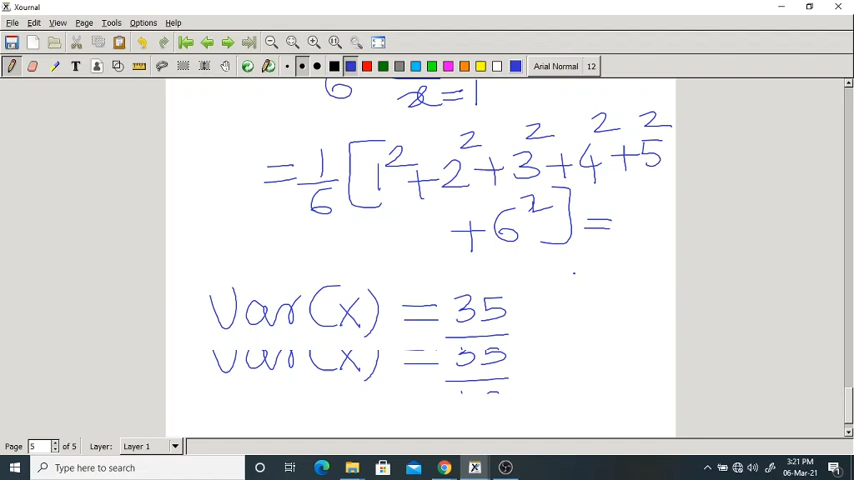 Xournal
File Edit View Page Tools Options Help
Arial Normal 12
6 x=1
= 1/6 [1² + 2² + 3² + 4² + 5²
+ 6²] =
Var(x) = 35
Var(x) = 35
Page 5 of 5 Layer: Layer 1
Type here to search
3:21 PM
06-Mar-21